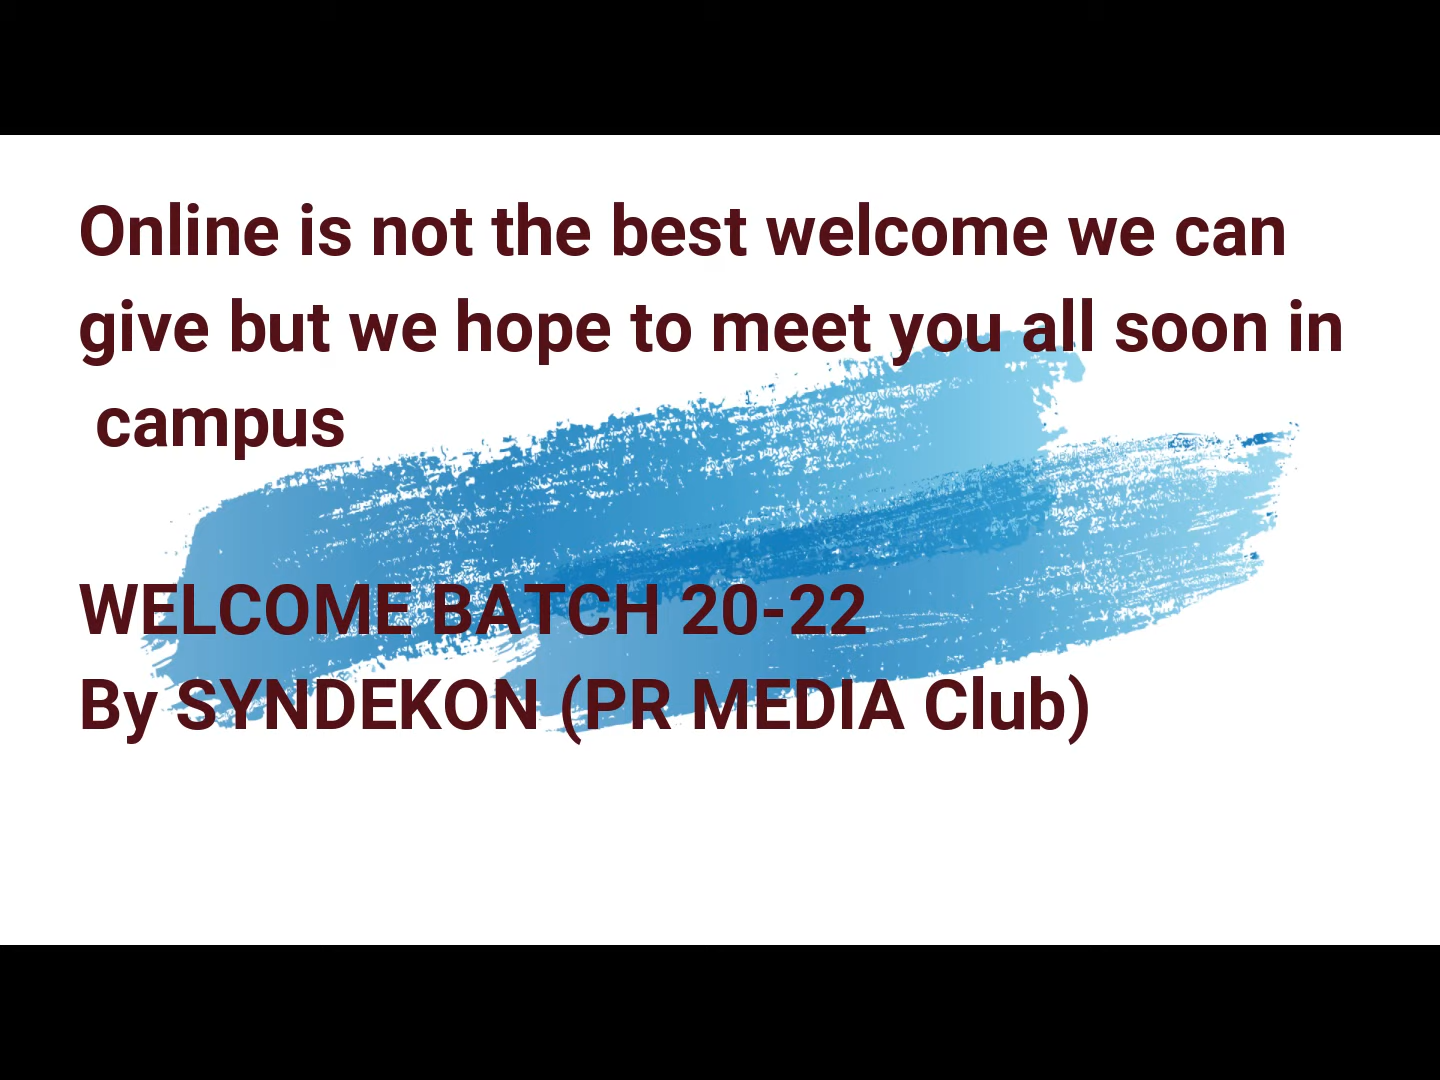 Online is not the best welcome we can
give but we hope to meet you all soon in
campus
WELCOME BATCH 20-22
By SYNDEKON (PR MEDIA Club)